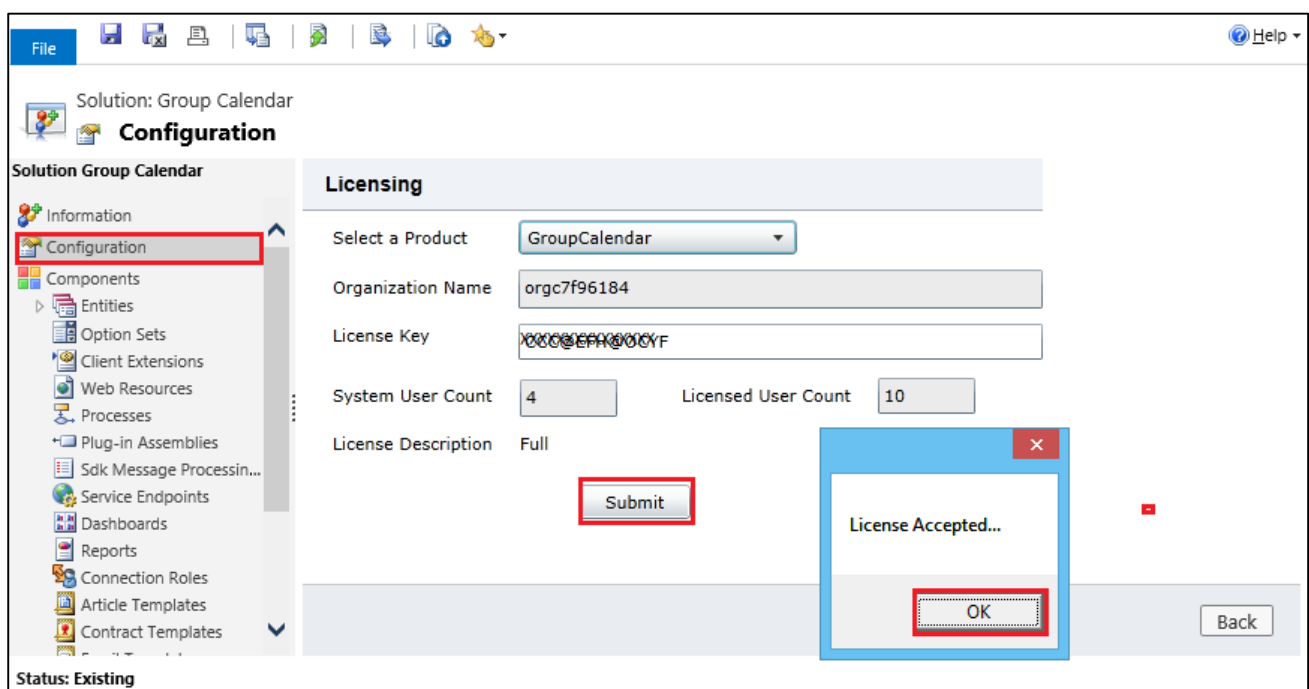 File
Help
Solution: Group Calendar
Configuration
Solution Group Calendar
Information
Configuration
Components
Entities
Option Sets
Client Extensions
Web Resources
Processes
Plug-in Assemblies
Sdk Message Processin...
Service Endpoints
Dashboards
Reports
Connection Roles
Article Templates
Contract Templates
Licensing
Select a Product GroupCalendar
Organization Name orgc7f96184
License Key
System User Count 4 Licensed User Count 10
License Description Full
Submit
License Accepted...
OK
Back
Status: Existing